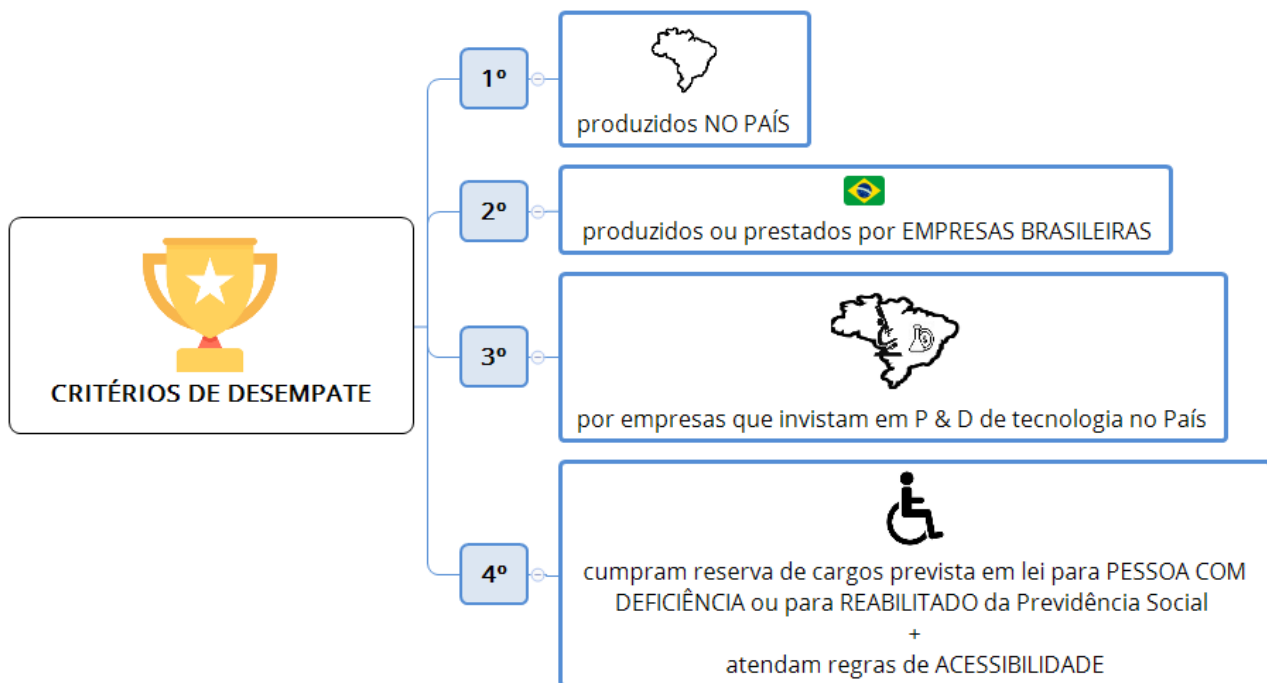 CRITÉRIOS DE DESEMPATE
1º
produzidos NO PAÍS
2º
produzidos ou prestados por EMPRESAS BRASILEIRAS
3º
por empresas que invistam em P & D de tecnologia no País
4º
cumpram reserva de cargos prevista em lei para PESSOA COM
DEFICIÊNCIA ou para REABILITADO da Previdência Social
+
atendam regras de ACESSIBILIDADE